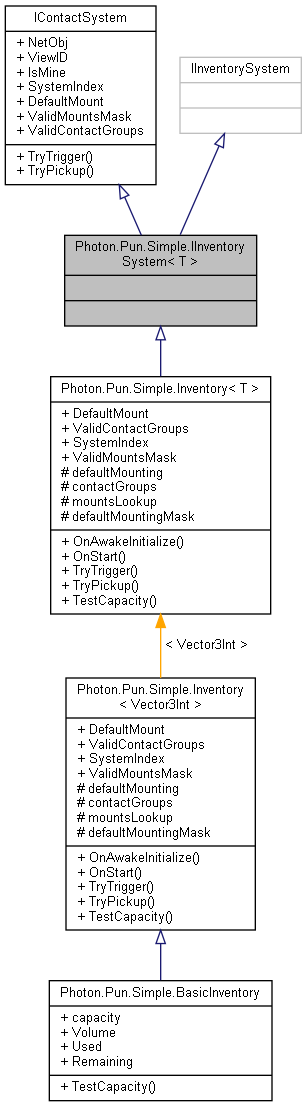 IContactSystem
+ NetObj
+ ViewID
+ IsMine
+ SystemIndex
+ DefaultMount
+ ValidMountsMask
+ ValidContactGroups
+ TryTrigger()
+ TryPickup()
IInventorySystem
Photon.Pun.Simple.IInventory
System< T >
Photon.Pun.Simple.Inventory< T >
+ DefaultMount
+ ValidContactGroups
+ SystemIndex
+ ValidMountsMask
# defaultMounting
# contactGroups
# mountsLookup
# defaultMountingMask
+ OnAwakeInitialize()
+ OnStart()
+ TryTrigger()
+ TryPickup()
+ TestCapacity()
< Vector3Int >
Photon.Pun.Simple.Inventory
< Vector3Int >
+ DefaultMount
+ ValidContactGroups
+ SystemIndex
+ ValidMountsMask
# defaultMounting
# contactGroups
# mountsLookup
# defaultMountingMask
+ OnAwakeInitialize()
+ OnStart()
+ TryTrigger()
+ TryPickup()
+ TestCapacity()
Photon.Pun.Simple.BasicInventory
+ capacity
+ Volume
+ Used
+ Remaining
+ TestCapacity()